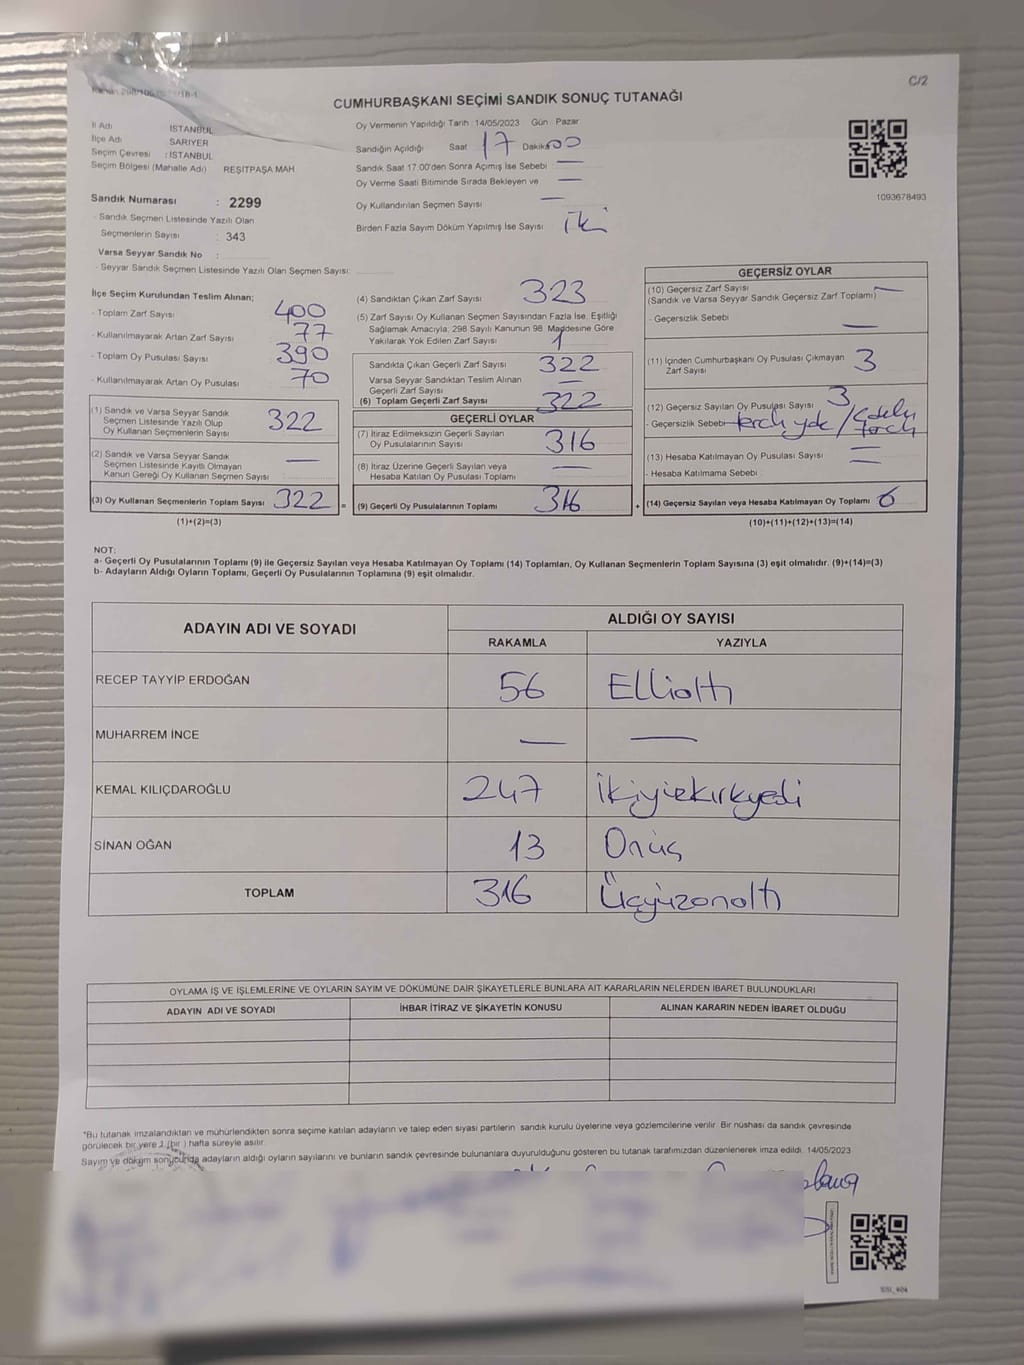 C/2
CUMHURBAŞKANI SEÇİMİ SANDIK SONUÇ TUTANAĞI
İl Adı İSTANBUL
İlçe Adı SARIYER
Seçim Çevresi : İSTANBUL
Seçim Bölgesi (Mahalle Adı) REŞİTPAŞA MAH
Sandık Numarası : 2299
- Sandık Seçmen Listesinde Yazılı Olan
Seçmenlerin Sayısı : 343
Varsa Seyyar Sandık No :
- Seyyar Sandık Seçmen Listesinde Yazılı Olan Seçmen Sayısı:
Oy Vermenin Yapıldığı Tarih : 14/05/2023 Gün : Pazar
Sandığın Açıldığı Saat 17 Dakika 00
Sandık Saat 17.00'den Sonra Açılmış İse Sebebi —
Oy Verme Saati Bitiminde Sırada Bekleyen ve —
Oy Kullandırılan Seçmen Sayısı —
Birden Fazla Sayım Döküm Yapılmış İse Sayısı iki
1093678493
İlçe Seçim Kurulundan Teslim Alınan;
- Toplam Zarf Sayısı 400
- Kullanılmayarak Artan Zarf Sayısı 77
- Toplam Oy Pusulası Sayısı 390
- Kullanılmayarak Artan Oy Pusulası 70
(1) Sandık ve Varsa Seyyar Sandık
Seçmen Listesinde Yazılı Olup
Oy Kullanan Seçmenlerin Sayısı 322
(2) Sandık ve Varsa Seyyar Sandık
Seçmen Listesinde Kayıtlı Olmayan
Kanun Gereği Oy Kullanan Seçmen Sayısı —
(3) Oy Kullanan Seçmenlerin Toplam Sayısı 322 =
(1)+(2)=(3)
(4) Sandıktan Çıkan Zarf Sayısı 323
(5) Zarf Sayısı Oy Kullanan Seçmen Sayısından Fazla İse, Eşitliği
Sağlamak Amacıyla, 298 Sayılı Kanunun 98. Maddesine Göre
Yakılarak Yok Edilen Zarf Sayısı 1
Sandıkta Çıkan Geçerli Zarf Sayısı 322
Varsa Seyyar Sandıktan Teslim Alınan
Geçerli Zarf Sayısı —
(6) Toplam Geçerli Zarf Sayısı 322
GEÇERLİ OYLAR
(7) İtiraz Edilmeksizin Geçerli Sayılan
Oy Pusulalarının Sayısı 316
(8) İtiraz Üzerine Geçerli Sayılan veya
Hesaba Katılan Oy Pusulası Toplamı —
(9) Geçerli Oy Pusulalarının Toplamı 316 +
GEÇERSİZ OYLAR
(10) Geçersiz Zarf Sayısı
(Sandık ve Varsa Seyyar Sandık Geçersiz Zarf Toplamı) —
- Geçersizlik Sebebi —
(11) İçinden Cumhurbaşkanı Oy Pusulası Çıkmayan
Zarf Sayısı 3
(12) Geçersiz Sayılan Oy Pusulası Sayısı 3
- Geçersizlik Sebebi tercih yok /
(13) Hesaba Katılmayan Oy Pusulası Sayısı —
- Hesaba Katılmama Sebebi —
(14) Geçersiz Sayılan veya Hesaba Katılmayan Oy Toplamı 6
(10)+(11)+(12)+(13)=(14)
NOT:
a- Geçerli Oy Pusulalarının Toplamı (9) ile Geçersiz Sayılan veya Hesaba Katılmayan Oy Toplamı (14) Toplamları, Oy Kullanan Seçmenlerin Toplam Sayısına (3) eşit olmalıdır. (9)+(14)=(3)
b- Adayların Aldığı Oyların Toplamı, Geçerli Oy Pusulalarının Toplamına (9) eşit olmalıdır.
ADAYIN ADI VE SOYADI ALDIĞI OY SAYISI
RAKAMLA YAZIYLA
RECEP TAYYİP ERDOĞAN 56 Ellialtı
MUHARREM İNCE — —
KEMAL KILIÇDAROĞLU 247 İkiyüzkırkyedi
SİNAN OĞAN 13 Onüç
TOPLAM 316 Üçyüzonaltı
OYLAMA İŞ VE İŞLEMLERİNE VE OYLARIN SAYIM VE DÖKÜMÜNE DAİR ŞİKAYETLERLE BUNLARA AİT KARARLARIN NELERDEN İBARET BULUNDUKLARI
ADAYIN ADI VE SOYADI İHBAR İTİRAZ VE ŞİKAYETİN KONUSU ALINAN KARARIN NEDEN İBARET OLDUĞU
*Bu tutanak imzalandıktan ve mühürlendikten sonra seçime katılan adayların ve talep eden siyasi partilerin sandık kurulu üyelerine veya gözlemcilerine verilir. Bir nüshası da sandık çevresinde
görülecek bir yere 1 (bir ) hafta süreyle asılır.
Sayım ve döküm sonucunda adayların aldığı oyların sayılarını ve bunların sandık çevresinde bulunanlara duyurulduğunu gösteren bu tutanak tarafımızdan düzenlenerek imza edildi. 14/05/2023